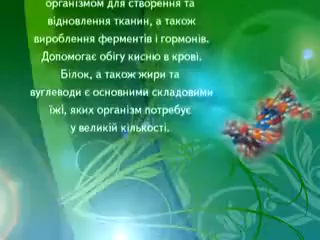 організмом для створення та
відновлення тканин, а також
вироблення ферментів і гормонів.
Допомогає обігу кисню в крові.
Білок, а також жири та
вуглеводи є основними складовими
їжі, яких організм потребує
у великій кількості.